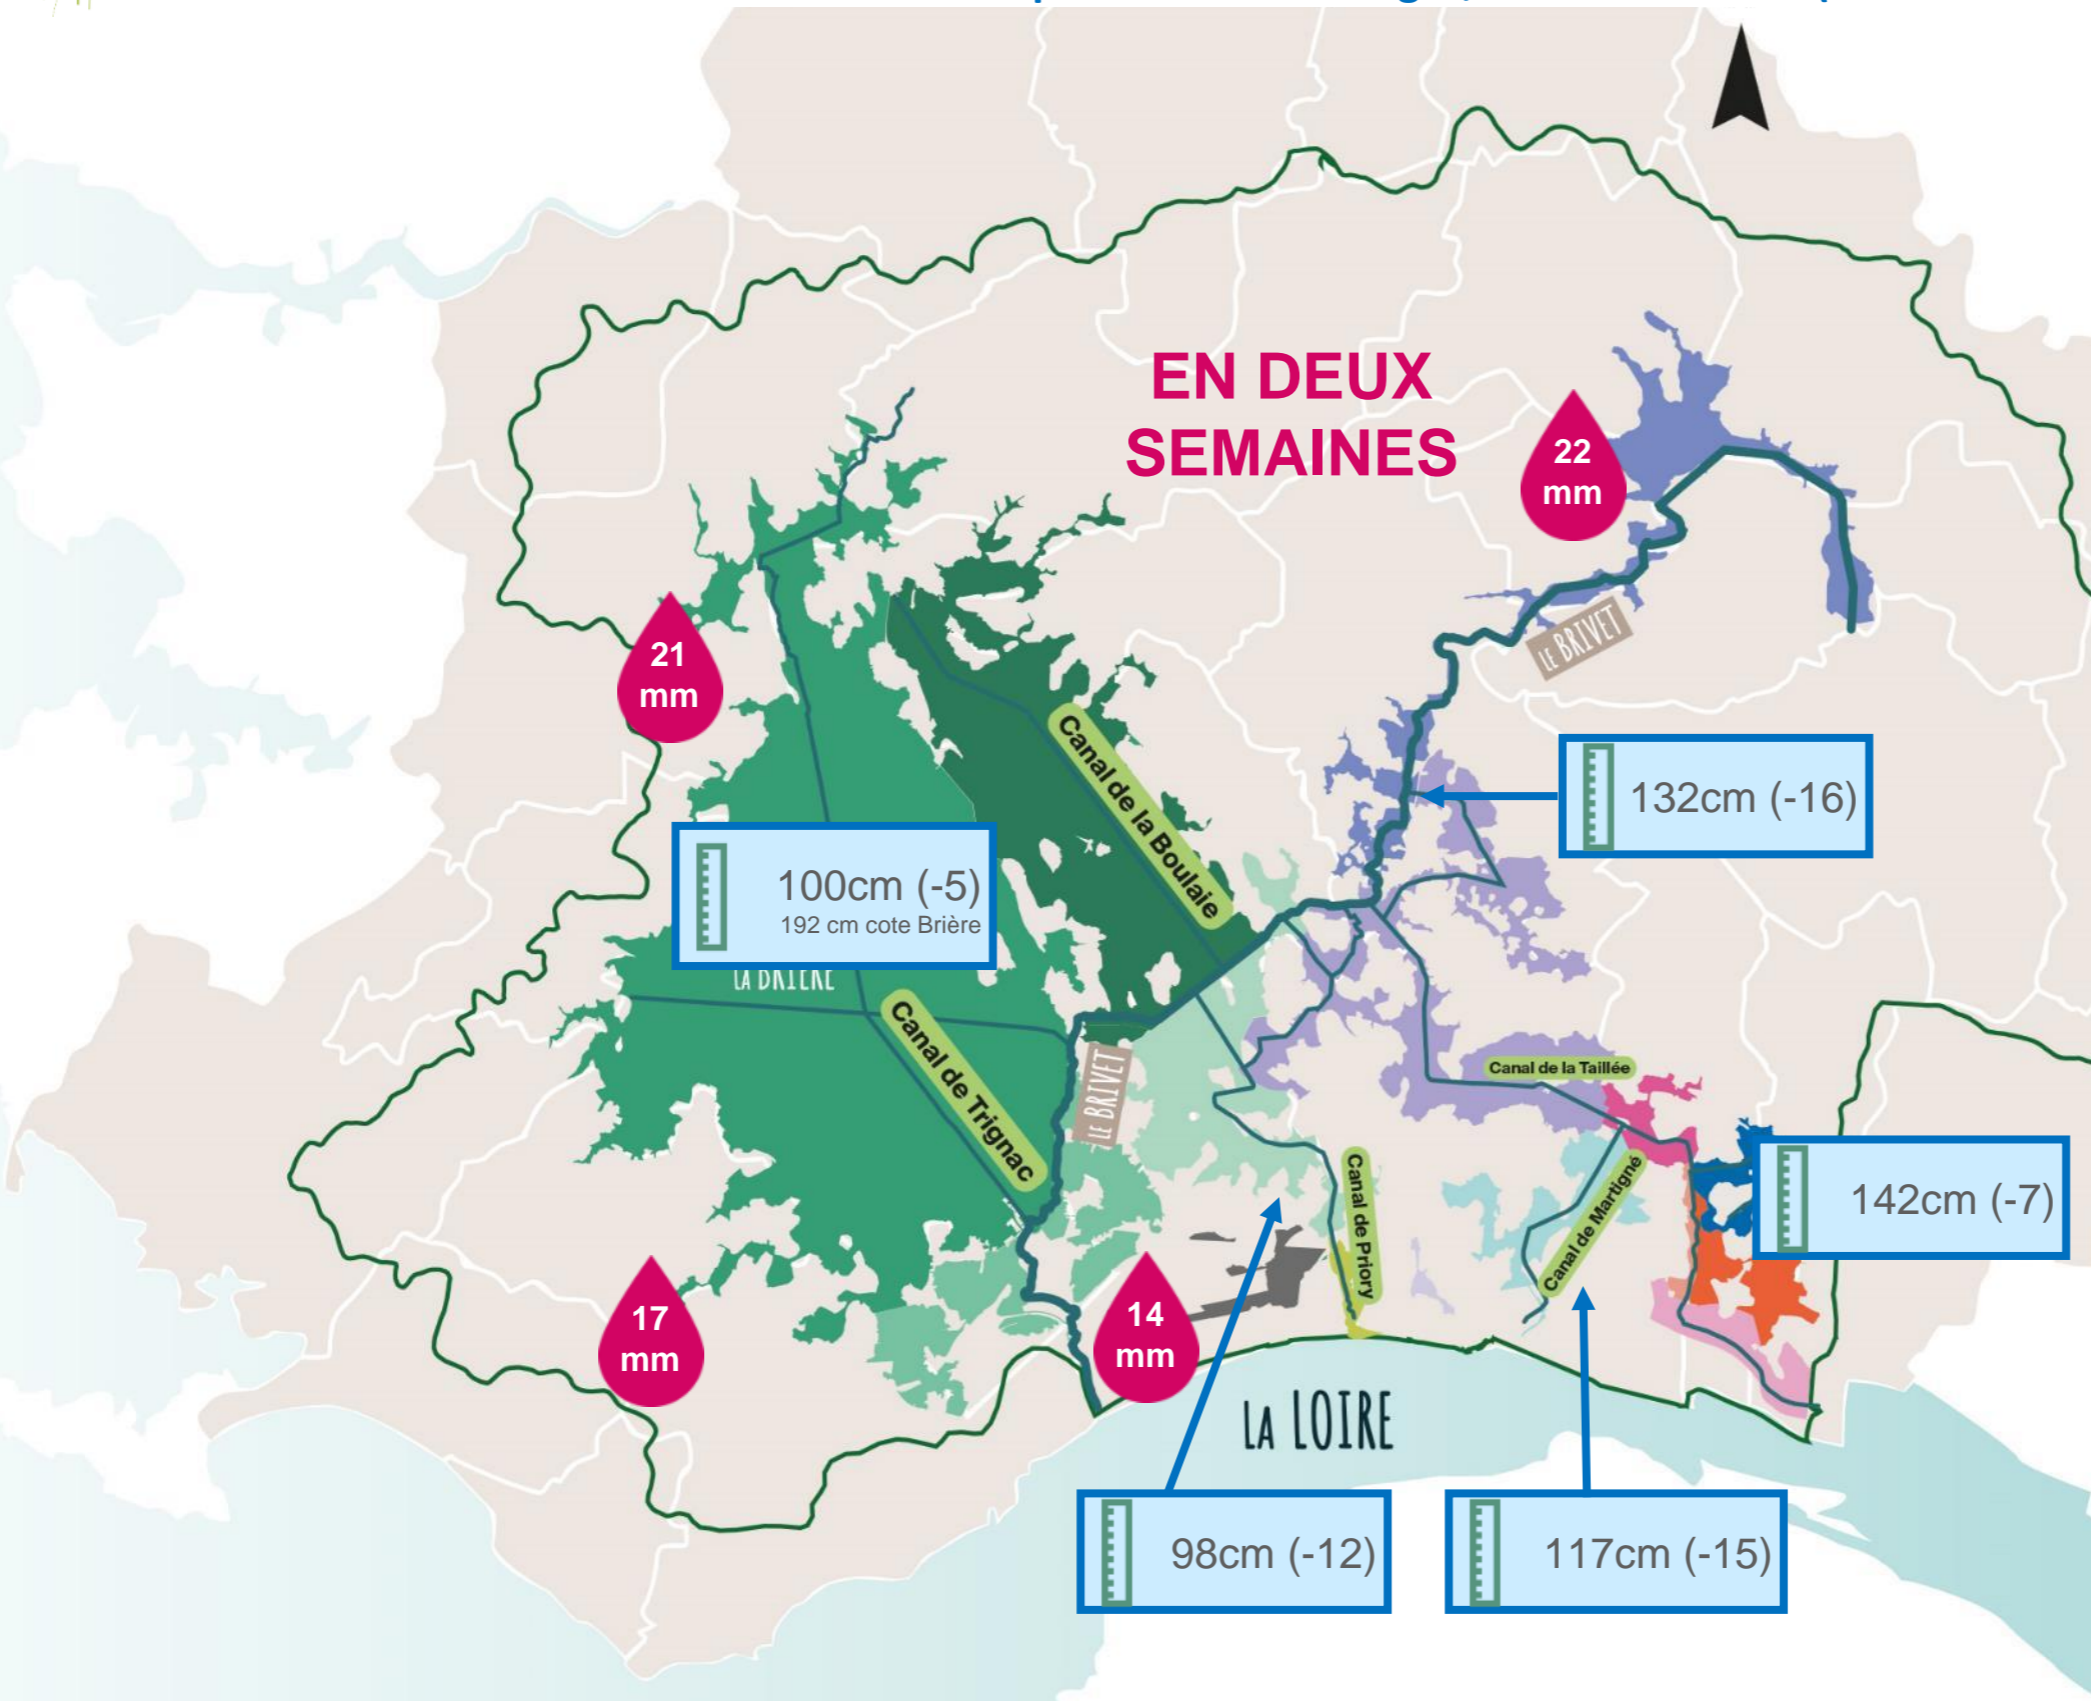 EN DEUX
SEMAINES
22
mm
LE BRIVET
21
mm
Canal de la Boulaie
132cm (-16)
100cm (-5)
192 cm cote Brière
LA BRIÈRE
Canal de Trignac
LE BRIVET
Canal de la Taillée
Canal de Priory
Canal de Martigné
142cm (-7)
17
mm
14
mm
LA LOIRE
98cm (-12)
117cm (-15)